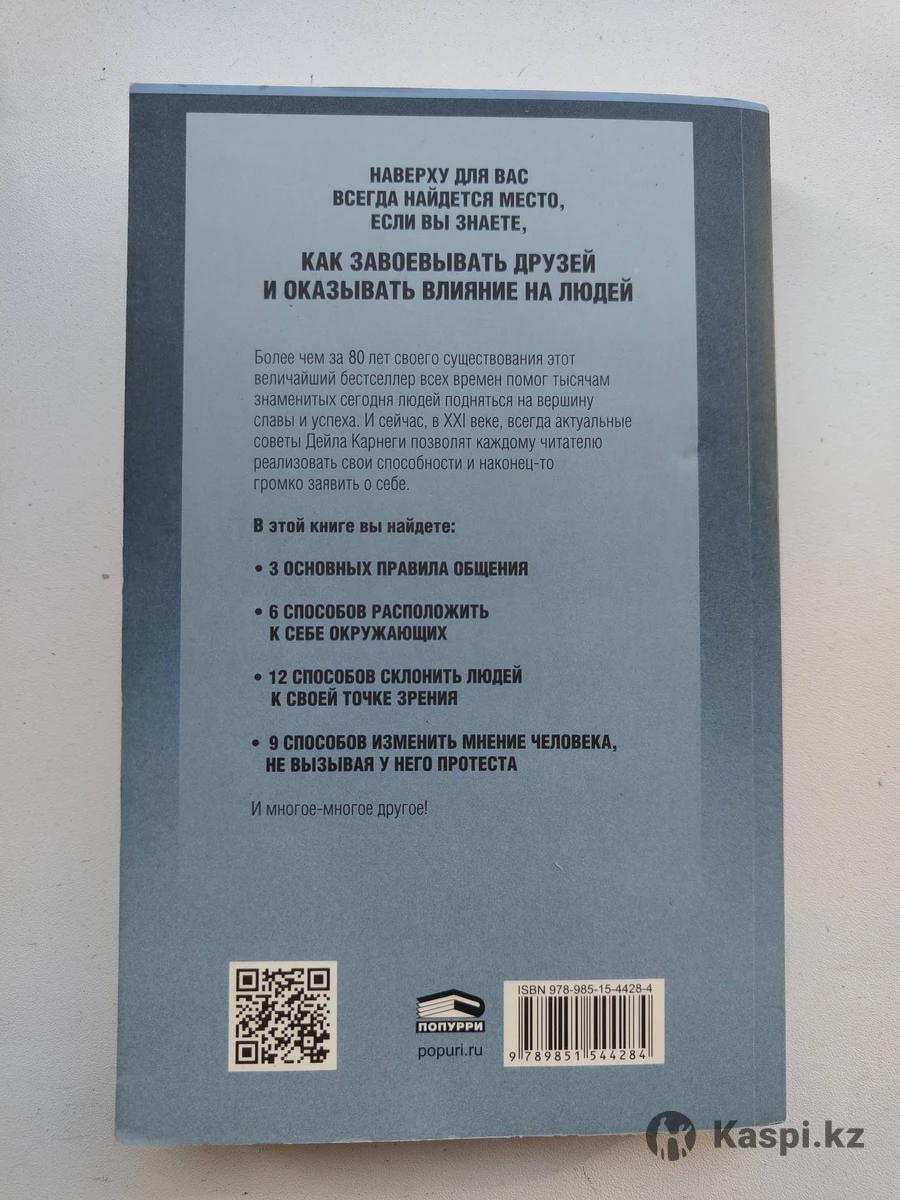 НАВЕРХУ ДЛЯ ВАС
ВСЕГДА НАЙДЕТСЯ МЕСТО,
ЕСЛИ ВЫ ЗНАЕТЕ,
КАК ЗАВОЕВЫВАТЬ ДРУЗЕЙ
И ОКАЗЫВАТЬ ВЛИЯНИЕ НА ЛЮДЕЙ
Более чем за 80 лет своего существования этот
величайший бестселлер всех времен помог тысячам
знаменитых сегодня людей подняться на вершину
славы и успеха. И сейчас, в XXI веке, всегда актуальные
советы Дейла Карнеги позволят каждому читателю
реализовать свои способности и наконец-то
громко заявить о себе.
В этой книге вы найдете:
• 3 ОСНОВНЫХ ПРАВИЛА ОБЩЕНИЯ
• 6 СПОСОБОВ РАСПОЛОЖИТЬ
К СЕБЕ ОКРУЖАЮЩИХ
• 12 СПОСОБОВ СКЛОНИТЬ ЛЮДЕЙ
К СВОЕЙ ТОЧКЕ ЗРЕНИЯ
• 9 СПОСОБОВ ИЗМЕНИТЬ МНЕНИЕ ЧЕЛОВЕКА,
НЕ ВЫЗЫВАЯ У НЕГО ПРОТЕСТА
И многое-многое другое!
ПОПУРРИ
popuri.ru
ISBN 978-985-15-4428-4
9 789851 544284
Kaspi.kz